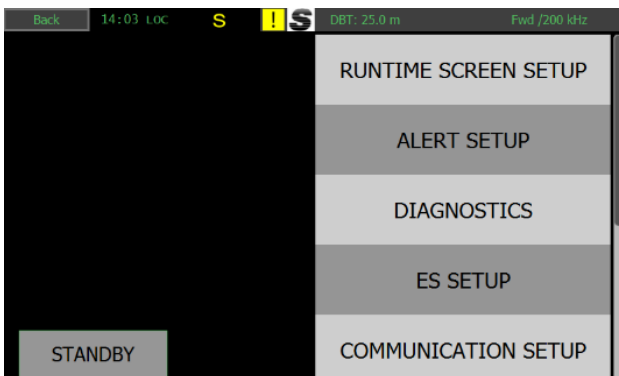 Back 14:03 LOC S ! S DBT: 25.0 m Fwd /200 kHz
RUNTIME SCREEN SETUP
ALERT SETUP
DIAGNOSTICS
ES SETUP
STANDBY COMMUNICATION SETUP